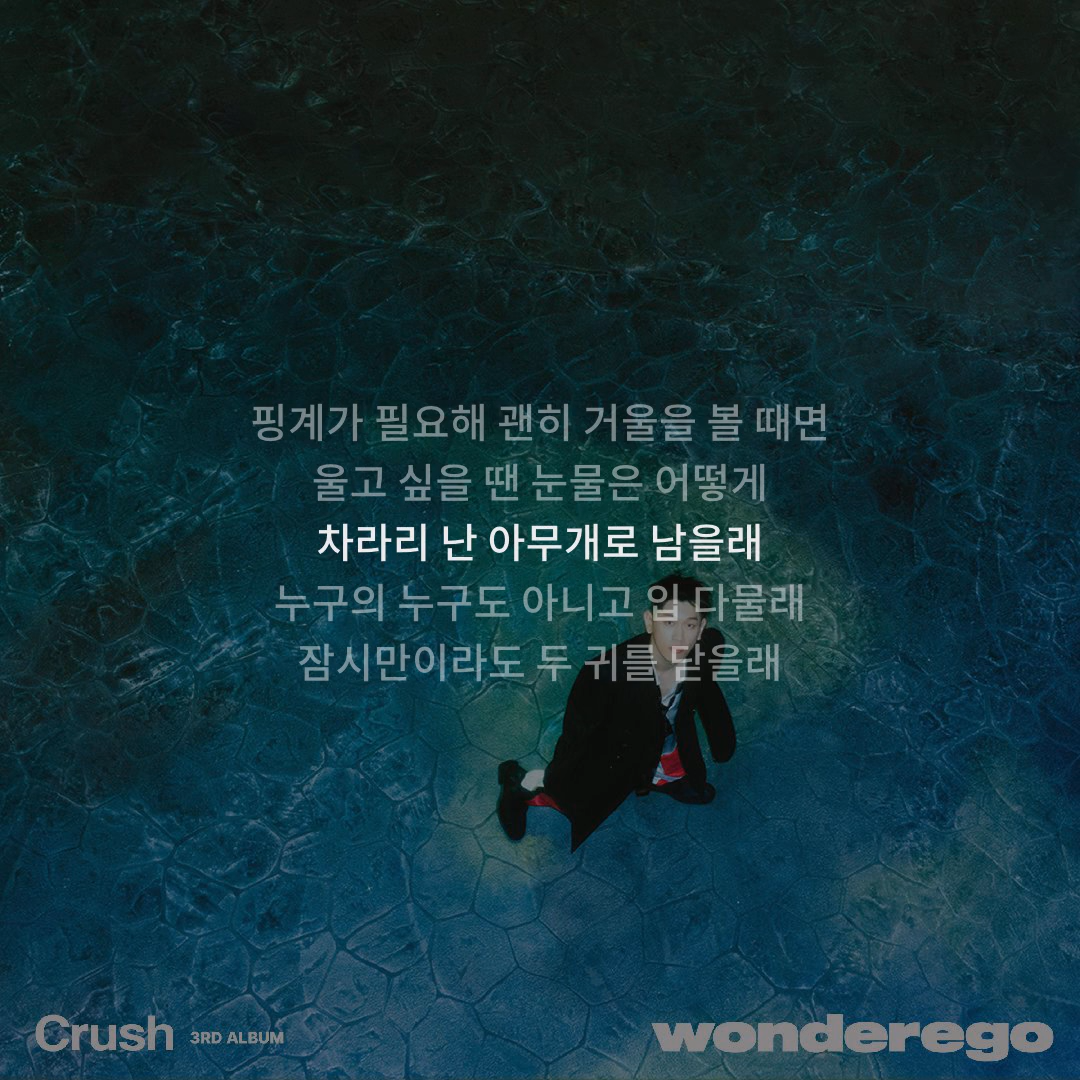 핑계가 필요해 괜히 거울을 볼 때면
울고 싶을 땐 눈물은 어떻게
차라리 난 아무개로 남을래
누구의 누구도 아니고 입 다물래
잠시만이라도 두 귀를 닫을래
Crush 3RD ALBUM
wonderego